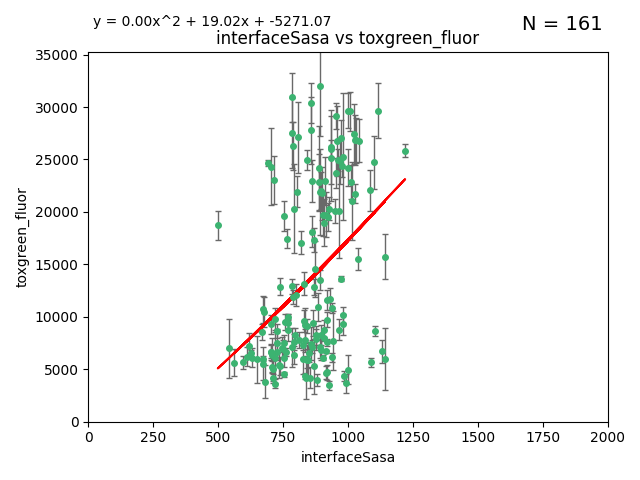 y = 0.00x^2 + 19.02x + -5271.07
N = 161
interfaceSasa vs toxgreen_fluor
35000
30000
25000
20000
15000
10000
5000
0
toxgreen_fluor
0 250 500 750 1000 1250 1500 1750 2000
interfaceSasa